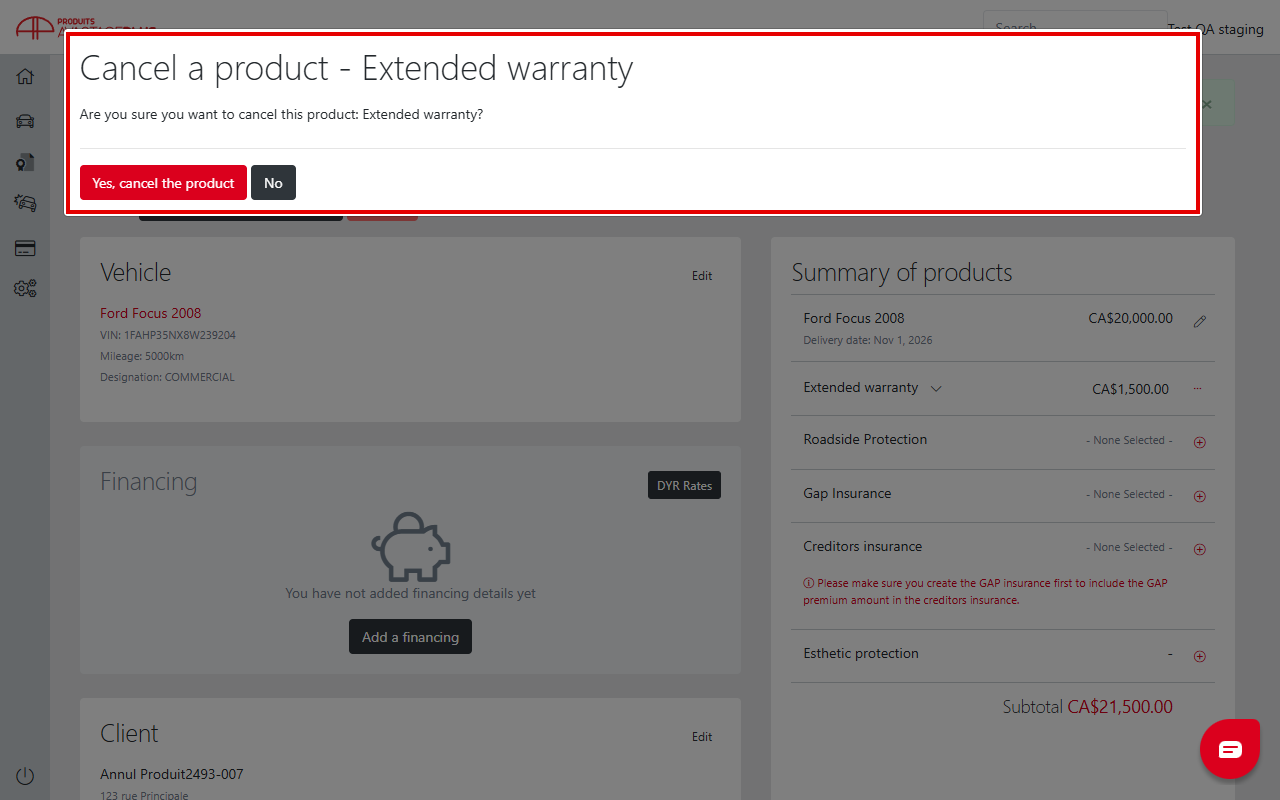 PRODUITS
Search
Test QA staging
Cancel a product - Extended warranty
Are you sure you want to cancel this product: Extended warranty?
Yes, cancel the product
No
×
Vehicle
Edit
Ford Focus 2008
VIN: 1FAHP35NX8W239204
Mileage: 5000km
Designation: COMMERCIAL
Financing
DYR Rates
You have not added financing details yet
Add a financing
Client
Edit
Annul Produit2493-007
123 rue Principale
Summary of products
Ford Focus 2008
CA$20,000.00
Delivery date: Nov 1, 2026
Extended warranty
CA$1,500.00
Roadside Protection
- None Selected -
Gap Insurance
- None Selected -
Creditors insurance
- None Selected -
Please make sure you create the GAP insurance first to include the GAP
premium amount in the creditors insurance.
Esthetic protection
-
Subtotal CA$21,500.00